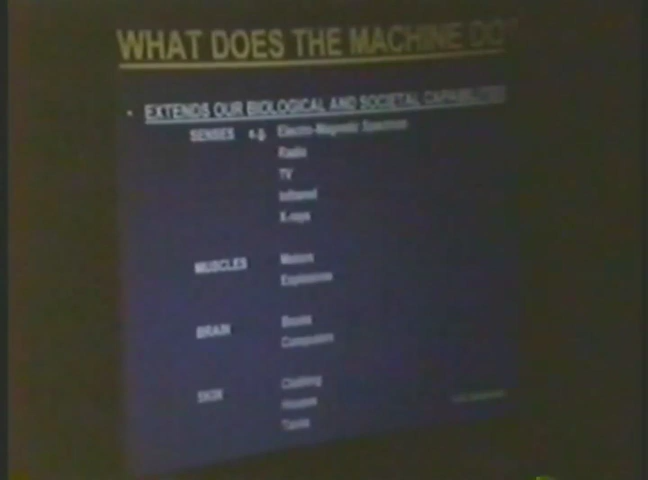 WHAT DOES THE MACHINE DO?
• EXTENDS OUR BIOLOGICAL AND SOCIETAL CAPABILITIES
SENSES e.g. Electro-Magnetic Spectrum
Radio
TV
Infrared
X-rays
MUSCLES Motors
Explosives
BRAIN Books
Computers
SKIN Clothing
Houses